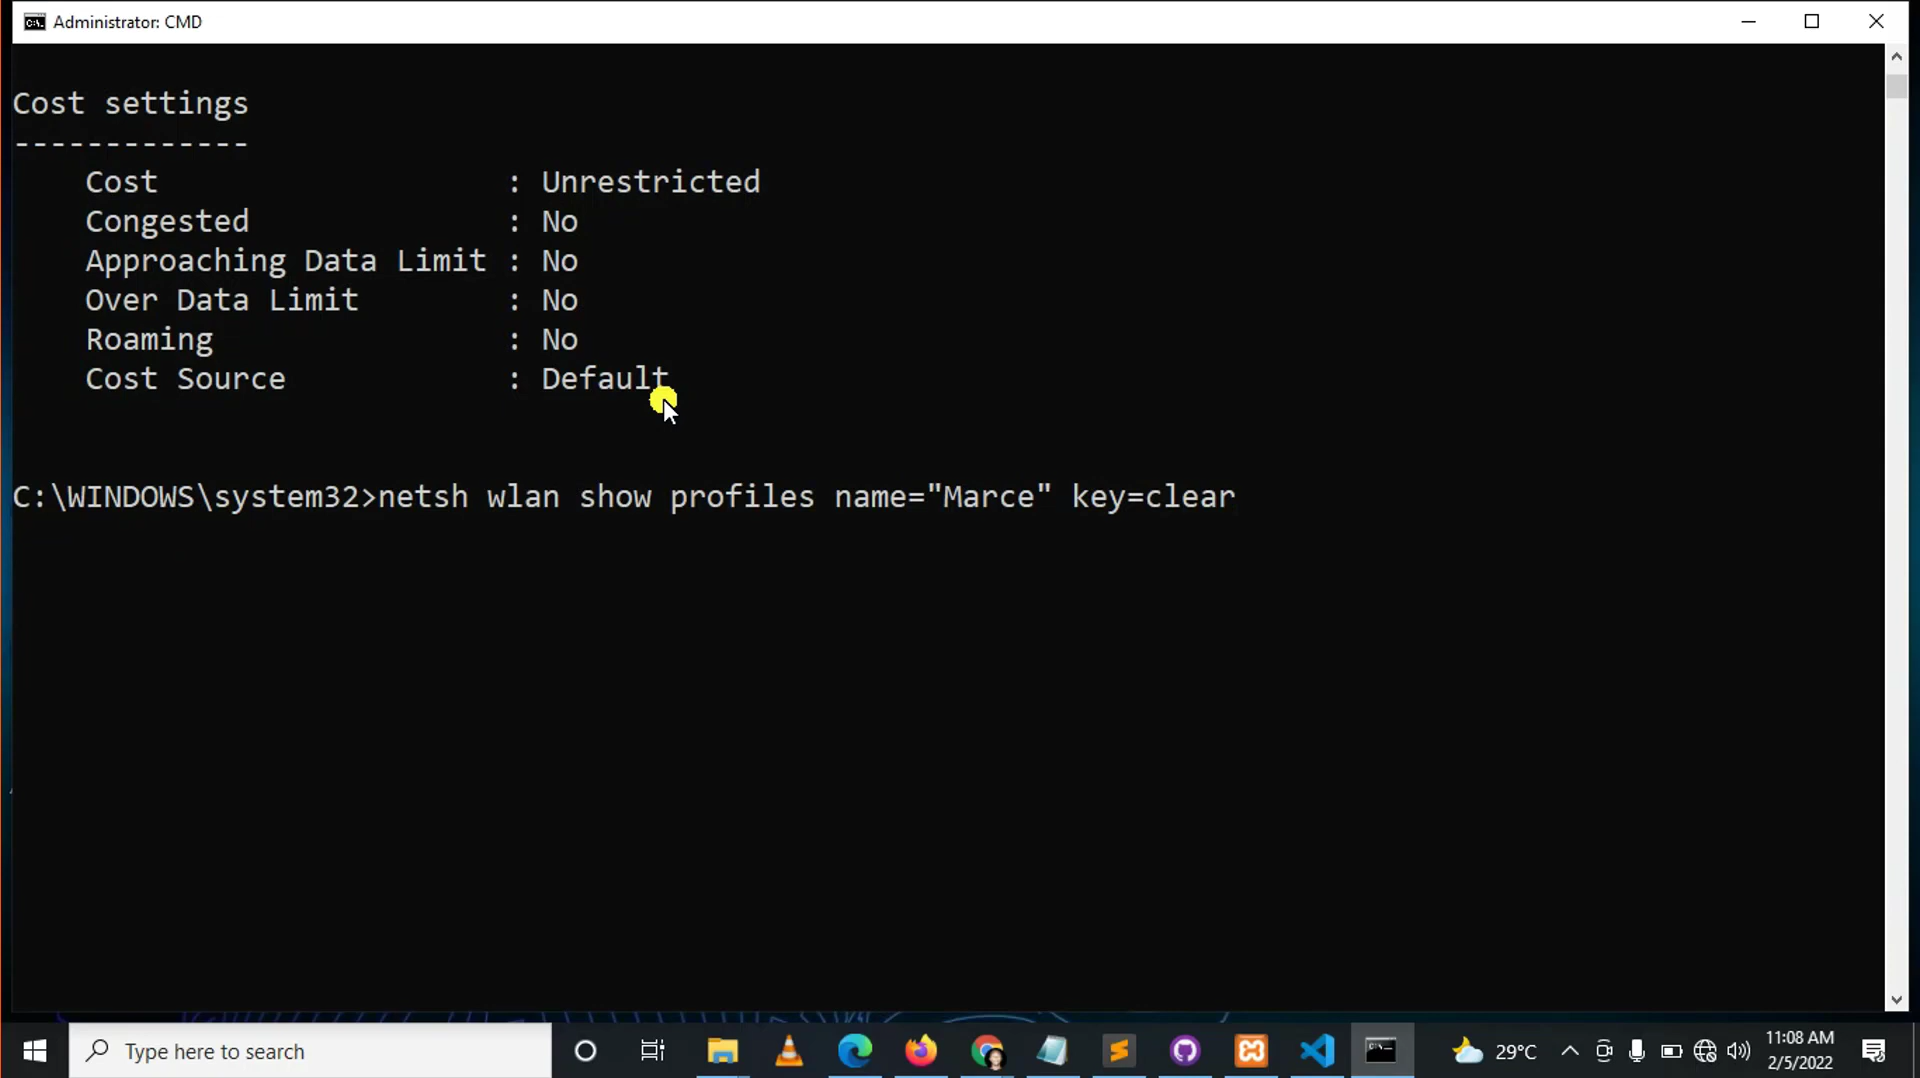 Administrator: CMD
Cost settings
-------------
Cost : Unrestricted
Congested : No
Approaching Data Limit : No
Over Data Limit : No
Roaming : No
Cost Source : Default
C:\WINDOWS\system32>netsh wlan show profiles name="Marce" key=clear
Type here to search
29°C
11:08 AM
2/5/2022